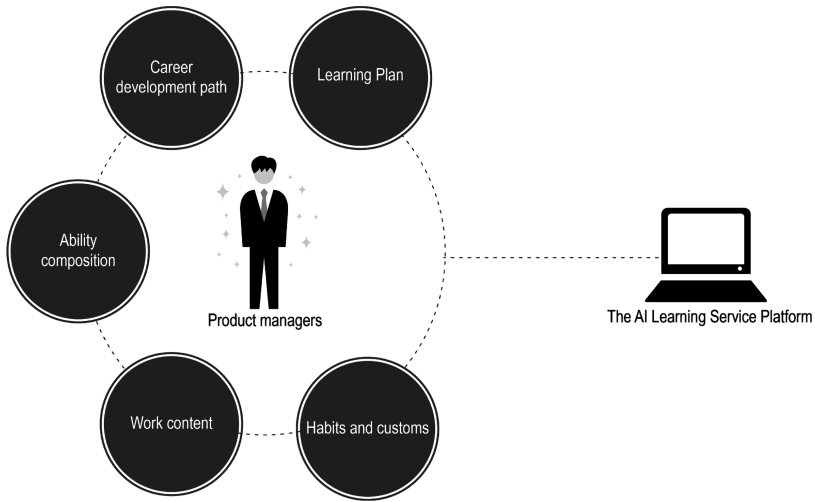 Career
development path
Learning Plan
Ability
composition
Product managers
The AI Learning Service Platform
Work content
Habits and customs